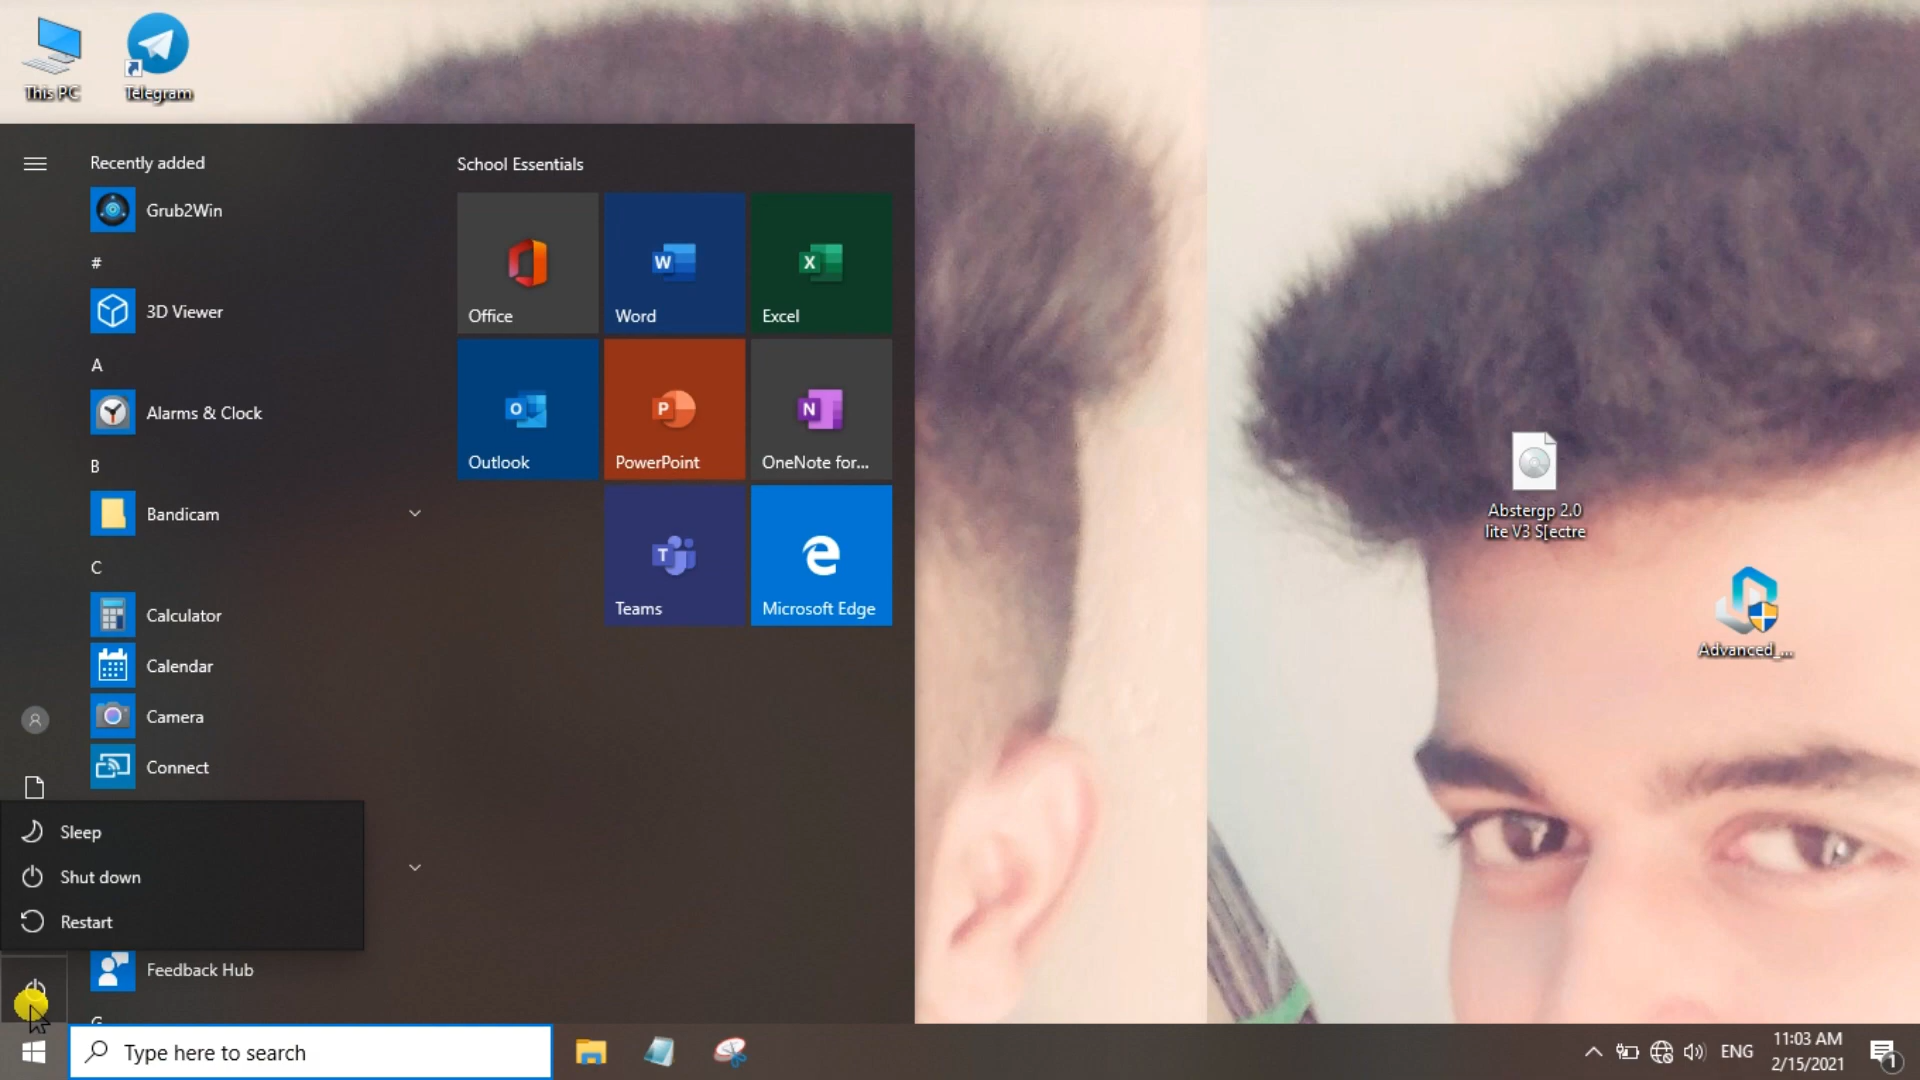 This PC
Telegram
Recently added
School Essentials
Grub2Win
#
3D Viewer
A
Alarms & Clock
B
Bandicam
C
Calculator
Calendar
Camera
Connect
Office
Word
Excel
Outlook
PowerPoint
OneNote for...
Teams
Microsoft Edge
Sleep
Shut down
Restart
Feedback Hub
G
Abstergp 2.0
lite V3 S[ectre
Advanced_...
Type here to search
ENG
11:03 AM
2/15/2021
1